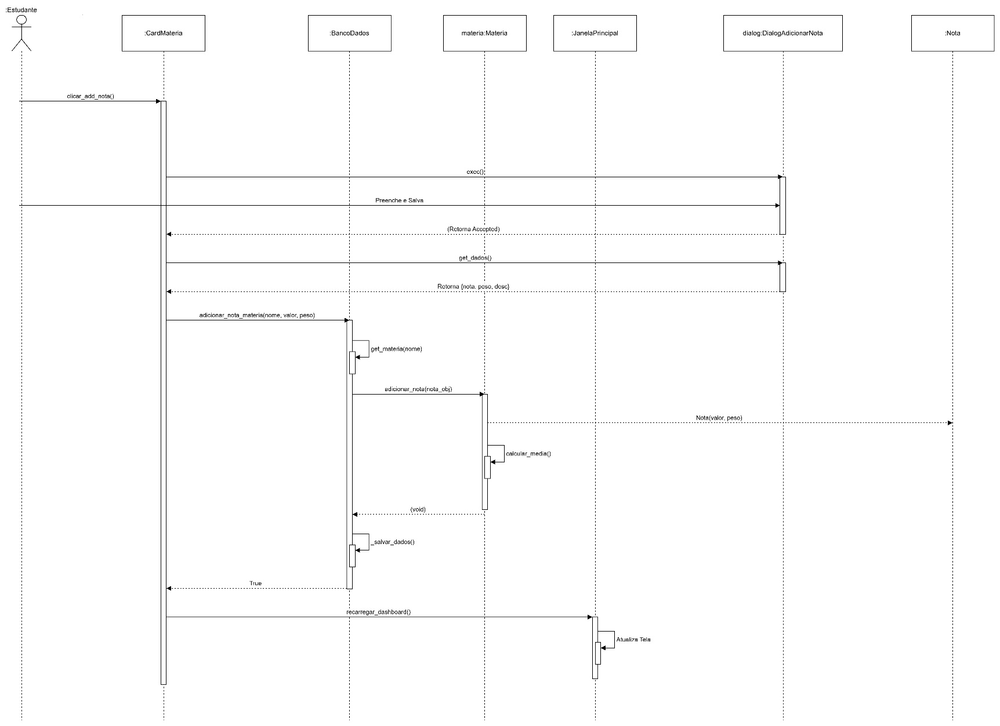 :Estudante
:CardMateria
:BancoDados
materia:Materia
:JanelaPrincipal
dialog:DialogAdicionarNota
:Nota
clicar_add_nota()
exec()
Preenche e Salva
(Retorna Accepted)
get_dados()
Retorna {nota, peso, desc}
adicionar_nota_materia(nome, valor, peso)
get_materia(nome)
adicionar_nota(nota_obj)
Nota(valor, peso)
calcular_media()
(void)
_salvar_dados()
True
recarregar_dashboard()
Atualiza Tela